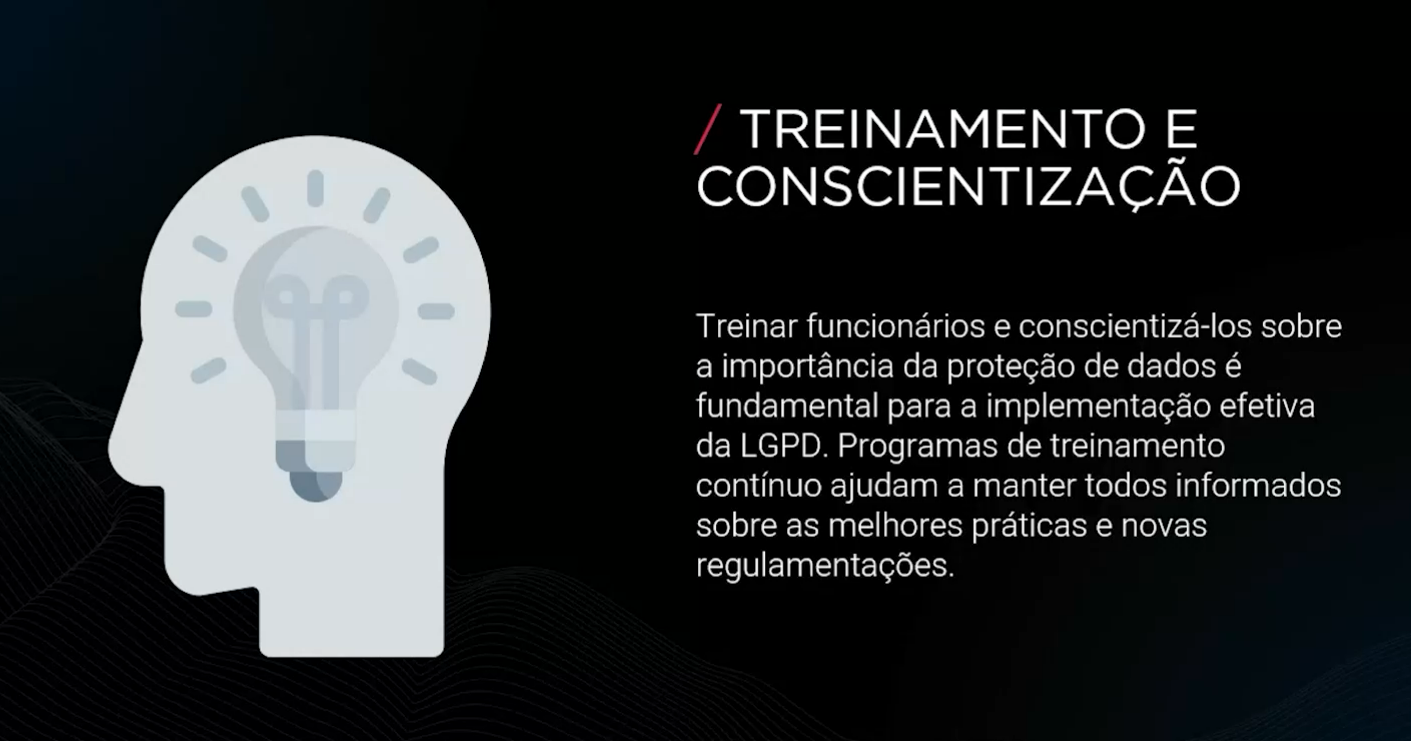 / TREINAMENTO E
CONSCIENTIZAÇÃO
Treinar funcionários e conscientizá-los sobre
a importância da proteção de dados é
fundamental para a implementação efetiva
da LGPD. Programas de treinamento
contínuo ajudam a manter todos informados
sobre as melhores práticas e novas
regulamentações.